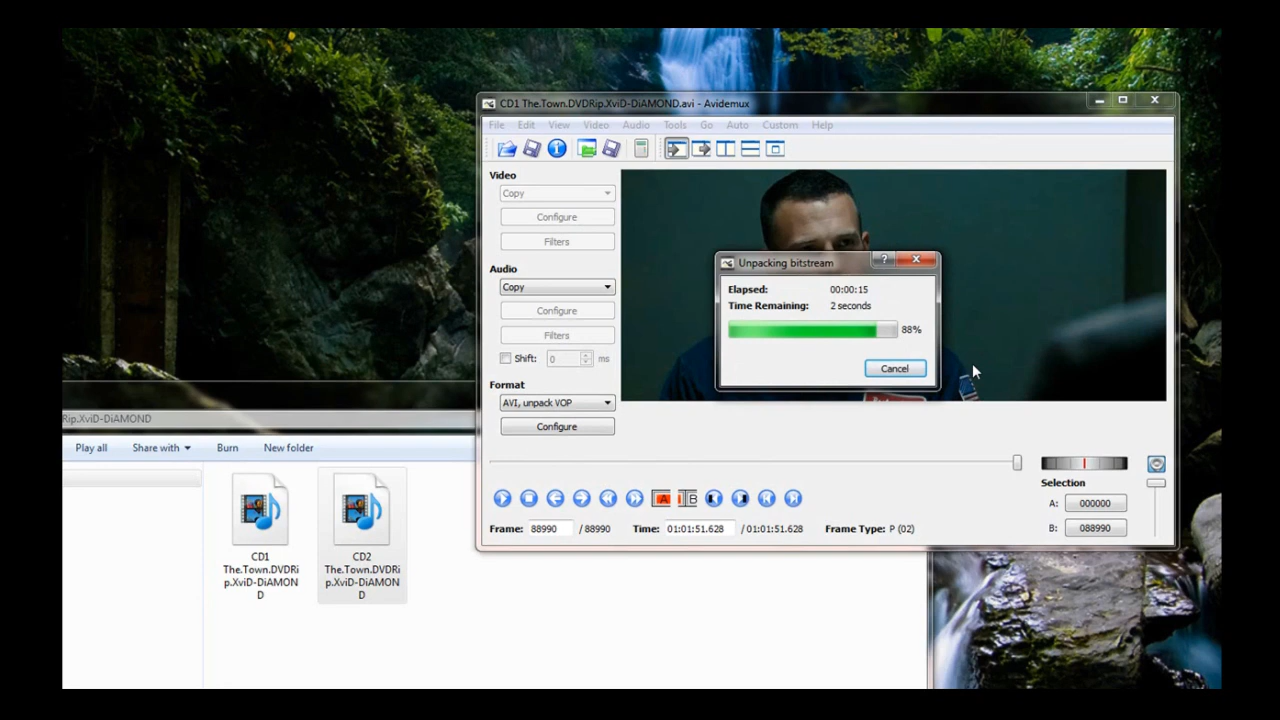 CD1 The.Town.DVDRip.XviD-DiAMOND.avi - Avidemux
File Edit View Video Audio Tools Go Auto Custom Help
Video
Copy
Configure
Filters
Audio
Copy
Configure
Filters
Shift: 0 ms
Format
AVI, unpack VOP
Configure
Unpacking bitstream
?
Elapsed: 00:00:15
Time Remaining: 2 seconds
88%
Cancel
Selection
A: 000000
B: 088990
A B
Frame: 88990 / 88990 Time: 01:01:51.628 / 01:01:51.628 Frame Type: P (02)
Rip.XviD-DiAMOND
Play all Share with Burn New folder
CD1
The.Town.DVDRi
p.XviD-DiAMON
D
CD2
The.Town.DVDRi
p.XviD-DiAMON
D